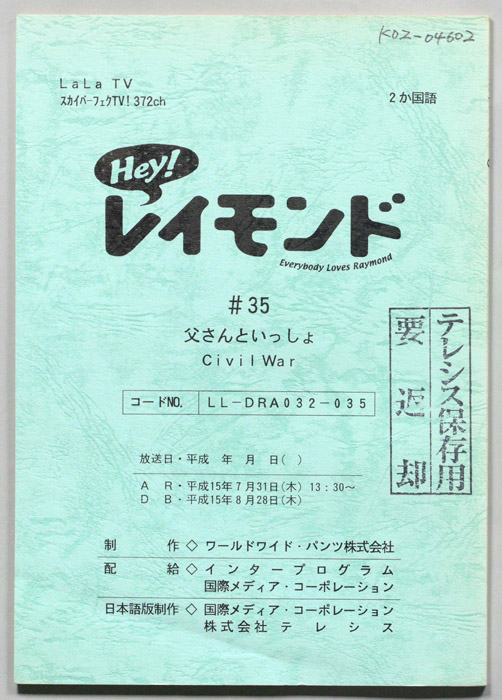 KDZ-04602
LaLa TV
ｽｶｲﾊﾟｰﾌｪｸTV! 372ch
2か国語
Hey!
レイモンド
Everybody Loves Raymond
#35
父さんといっしょ
Civil War
コードNO. LL-DRA032-035
テレシス保存用
要返却
放送日・平成　年　月　日(　)
A　R・平成15年7月31日(木) 13:30〜
D　B・平成15年8月28日(木)
制　作◇ワールドワイド・パンツ株式会社
配　給◇インタープログラム
国際メディア・コーポレーション
日本語版制作◇国際メディア・コーポレーション
株式会社テレシス